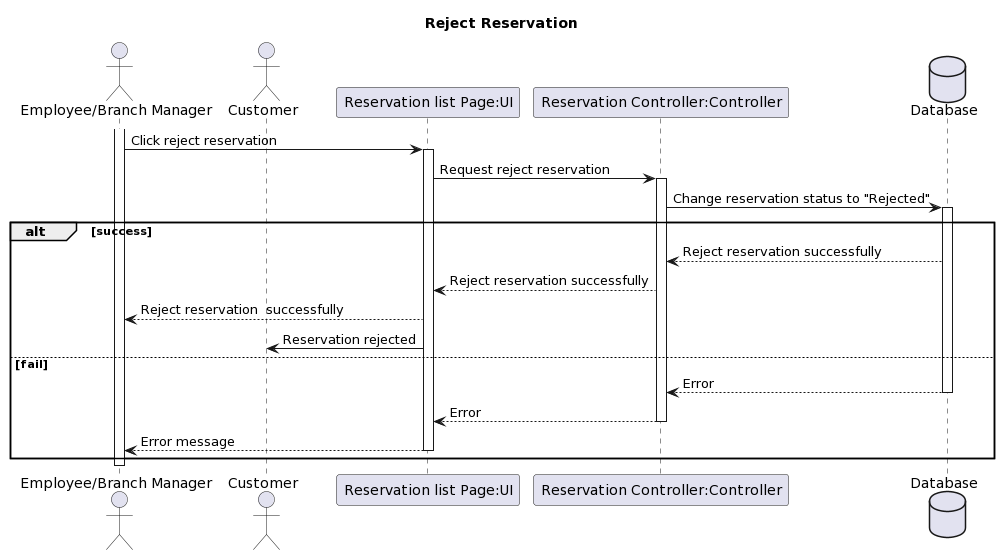 Reject Reservation
Employee/Branch Manager
Customer
Reservation list Page:UI
Reservation Controller:Controller
Database
Click reject reservation
Request reject reservation
Change reservation status to "Rejected"
alt
[success]
Reject reservation successfully
Reject reservation successfully
Reject reservation  successfully
Reservation rejected
[fail]
Error
Error
Error message
Employee/Branch Manager
Customer
Reservation list Page:UI
Reservation Controller:Controller
Database